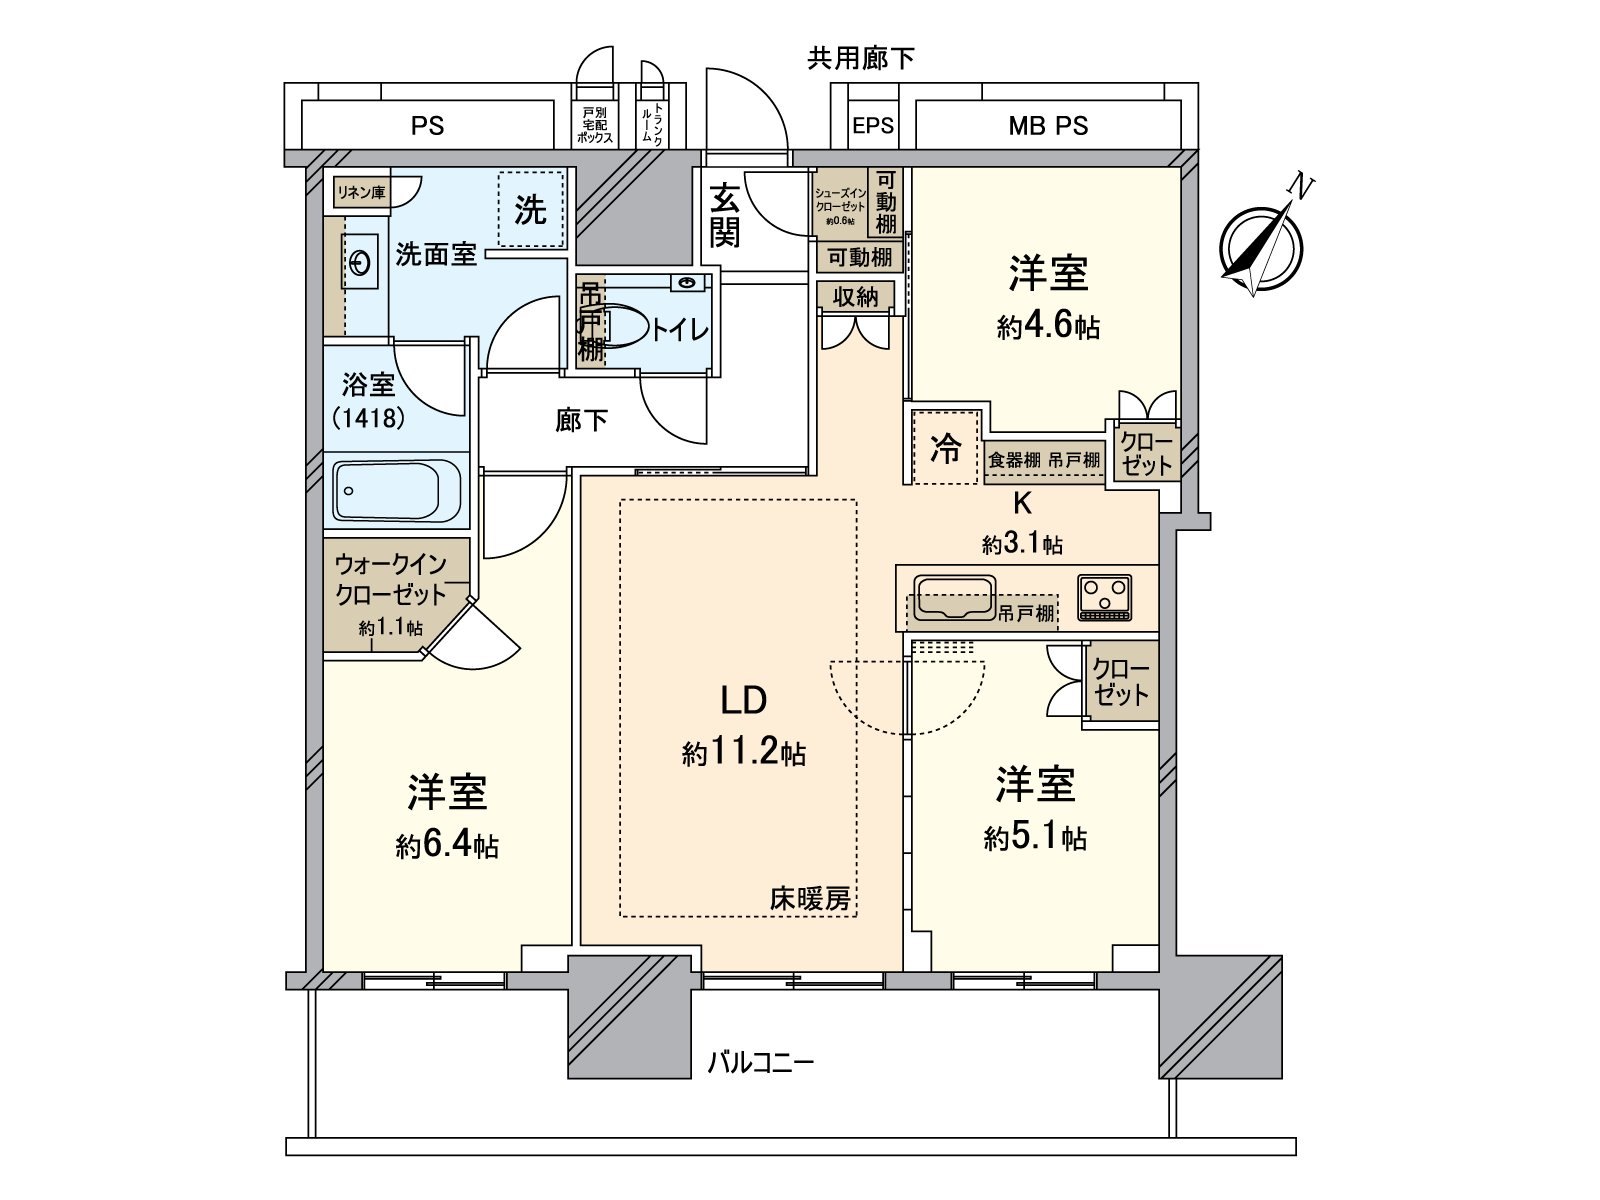 共用廊下
N
PS
戸別
宅配
ボックス
トランク
ルーム
EPS
MB PS
リネン庫
洗
洗面室
玄関
シューズイン
クローゼット
約0.6帖
可動棚
可動棚
収納
洋室
約4.6帖
吊戸棚
トイレ
浴室
(1418)
廊下
冷
食器棚 吊戸棚
クロー
ゼット
K
約3.1帖
ウォークイン
クローゼット
約1.1帖
吊戸棚
クロー
ゼット
LD
約11.2帖
洋室
約6.4帖
洋室
約5.1帖
床暖房
バルコニー